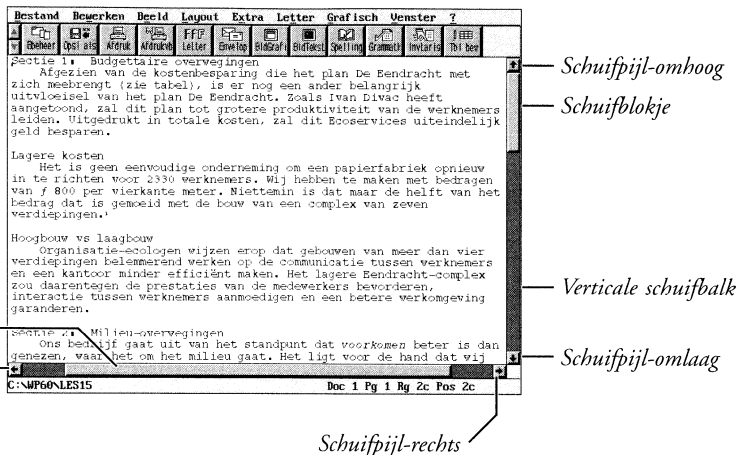 Bestand Bewerken Beeld Layout Extra Letter Grafisch Venster ?
Bbeheer Opsl als Afdruk Afdrukvb Letter Envelop BldGrafi BldTekst Spelling Grammati InvLaris Tbl bew
Sectie 1: Budgettaire overwegingen
Afgezien van de kostenbesparing die het plan De Eendracht met
zich meebrengt (zie tabel), is er nog een ander belangrijk
uitvloeisel van het plan De Eendracht. Zoals Ivan Divac heeft
aangetoond, zal dit plan tot grotere produktiviteit van de werknemers
leiden. Uitgedrukt in totale kosten, zal dit Ecoservices uiteindelijk
geld besparen.
Lagere kosten
Het is geen eenvoudige onderneming om een papierfabriek opnieuw
in te richten voor 2330 werknemers. Wij hebben te maken met bedragen
van ƒ 800 per vierkante meter. Niettemin is dat maar de helft van het
bedrag dat is gemoeid met de bouw van een complex van zeven
verdiepingen.¹
Hoogbouw vs laagbouw
Organisatie-ecologen wijzen erop dat gebouwen van meer dan vier
verdiepingen belemmerend werken op de communicatie tussen werknemers
en een kantoor minder efficiënt maken. Het lagere Eendracht-complex
zou daarentegen de prestaties van de medewerkers bevorderen,
interactie tussen werknemers aanmoedigen en een betere werkomgeving
garanderen.
Sectie 2: Milieu-overwegingen
Ons bedrijf gaat uit van het standpunt dat voorkomen beter is dan
genezen, waar het om het milieu gaat. Het ligt voor de hand dat wij
C:\WP60\LES15 Doc 1 Pg 1 Rg 2c Pos 2c
Schuifpijl-omhoog
Schuifblokje
Verticale schuifbalk
Schuifpijl-omlaag
Schuifpijl-rechts